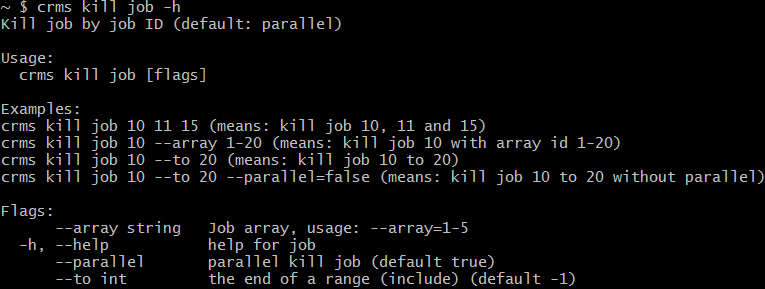 ~ $ crms kill job -h
Kill job by job ID (default: parallel)
Usage:
  crms kill job [flags]
Examples:
crms kill job 10 11 15 (means: kill job 10, 11 and 15)
crms kill job 10 --array 1-20 (means: kill job 10 with array id 1-20)
crms kill job 10 --to 20 (means: kill job 10 to 20)
crms kill job 10 --to 20 --parallel=false (means: kill job 10 to 20 without parallel)
Flags:
      --array string   Job array, usage: --array=1-5
  -h, --help           help for job
      --parallel       parallel kill job (default true)
      --to int         the end of a range (include) (default -1)